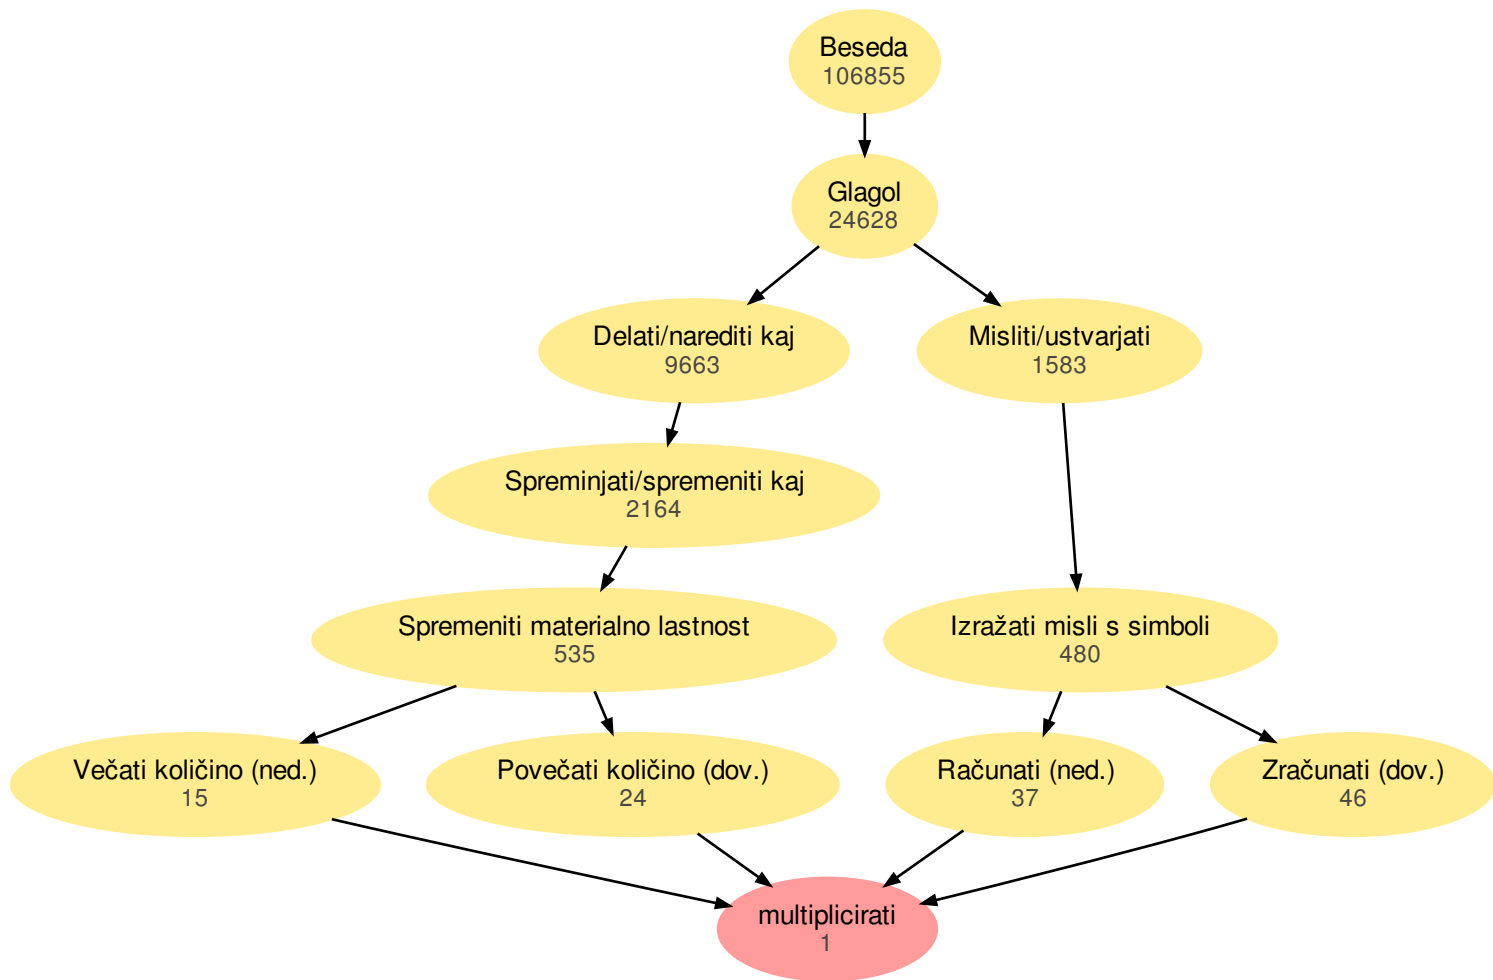 Beseda
106855
Glagol
24628
Delati/narediti kaj
9663
Misliti/ustvarjati
1583
Spreminjati/spremeniti kaj
2164
Spremeniti materialno lastnost
535
Izražati misli s simboli
480
Večati količino (ned.)
15
Povečati količino (dov.)
24
Računati (ned.)
37
Zračunati (dov.)
46
multiplicirati
1